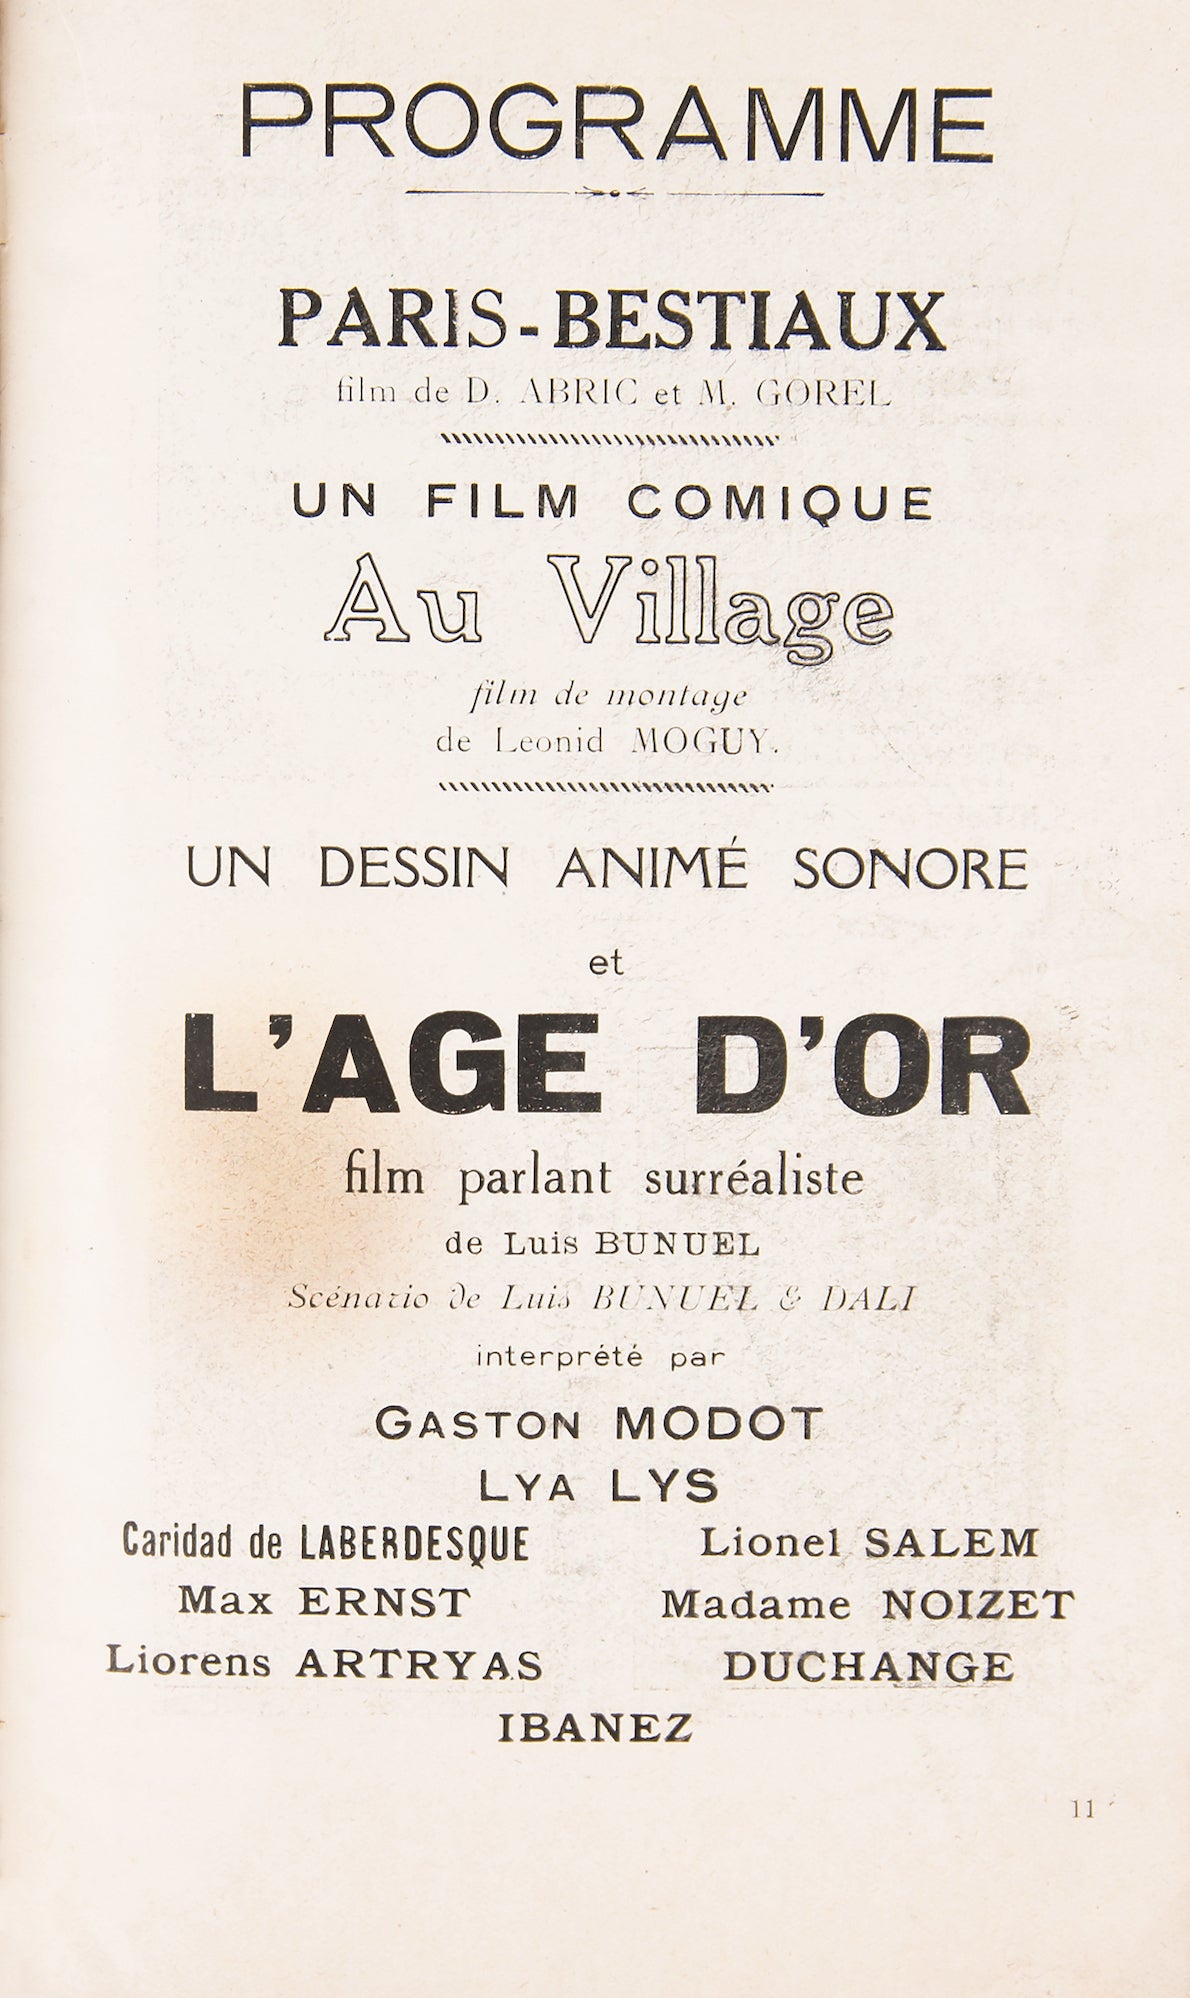 PROGRAMME
PARIS-BESTIAUX
film de D. ABRIC et M. GOREL
UN FILM COMIQUE
Au Village
film de montage
de Leonid MOGUY.
UN DESSIN ANIMÉ SONORE
et
L'AGE D'OR
film parlant surréaliste
de Luis BUNUEL
Scénario de Luis BUNUEL & DALI
interprété par
GASTON MODOT
LYA LYS
Caridad de LABERDESQUE
Lionel SALEM
Max ERNST
Madame NOIZET
Liorens ARTRYAS
DUCHANGE
IBANEZ
11